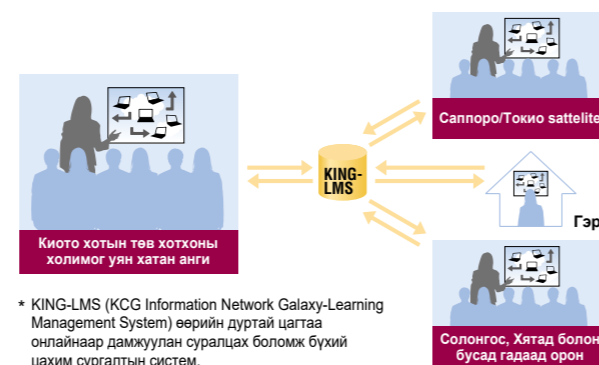 Саппоро/Токио sattelite
KING-
LMS
Гэр
Киото хотын төв хотхоны
холимог уян хатан анги
* KING-LMS (KCG Information Network Galaxy-Learning
Management System) өөрийн дуртай цагтаа
онлайнаар дамжуулан суралцах боломж бүхий
цахим сургалтын систем.
Солонгос, Хятад болон
бусад гадаад орон